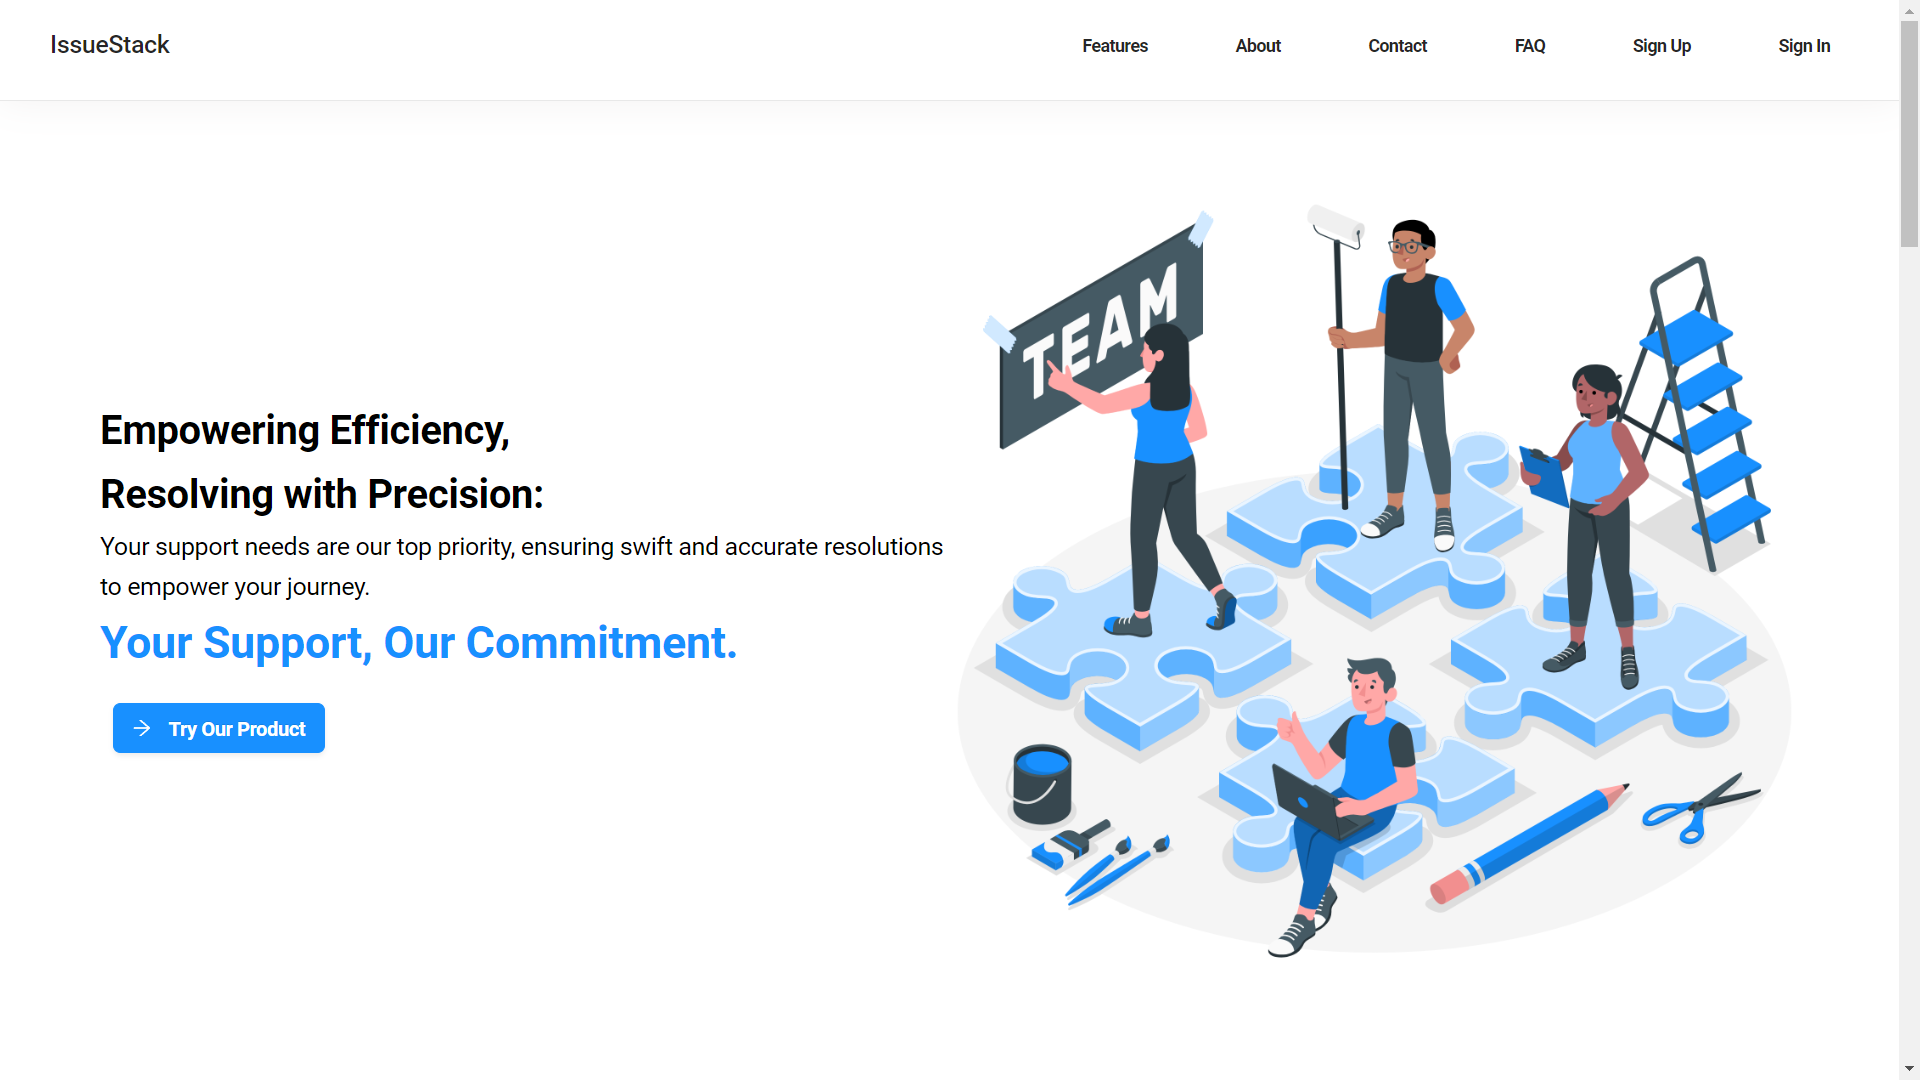 IssueStack
Features
About
Contact
FAQ
Sign Up
Sign In
TEAM
Empowering Efficiency,
Resolving with Precision:
Your support needs are our top priority, ensuring swift and accurate resolutions
to empower your journey.
Your Support, Our Commitment.
Try Our Product